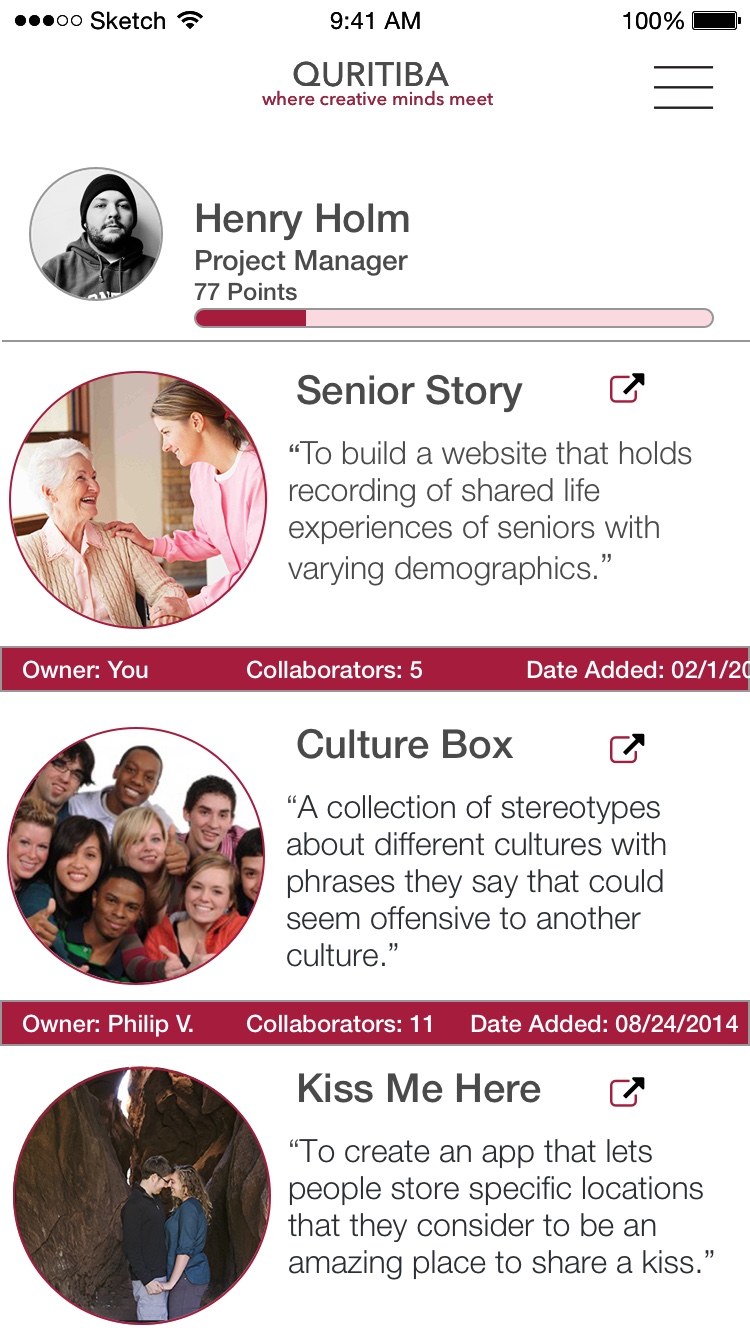 Sketch 9:41 AM 100%
QURITIBA
where creative minds meet
Henry Holm
Project Manager
77 Points
Senior Story
“To build a website that holds
recording of shared life
experiences of seniors with
varying demographics.”
Owner: You Collaborators: 5 Date Added: 02/1/20
Culture Box
“A collection of stereotypes
about different cultures with
phrases they say that could
seem offensive to another
culture.”
Owner: Philip V. Collaborators: 11 Date Added: 08/24/2014
Kiss Me Here
“To create an app that lets
people store specific locations
that they consider to be an
amazing place to share a kiss.”